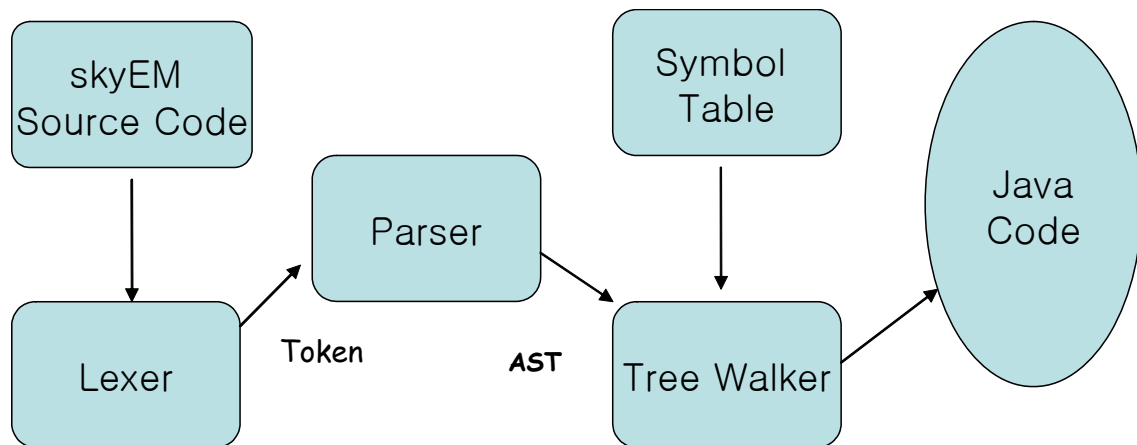 skyEM
Source Code
Symbol
Table
Java
Code
Parser
Token
AST
Lexer
Tree Walker